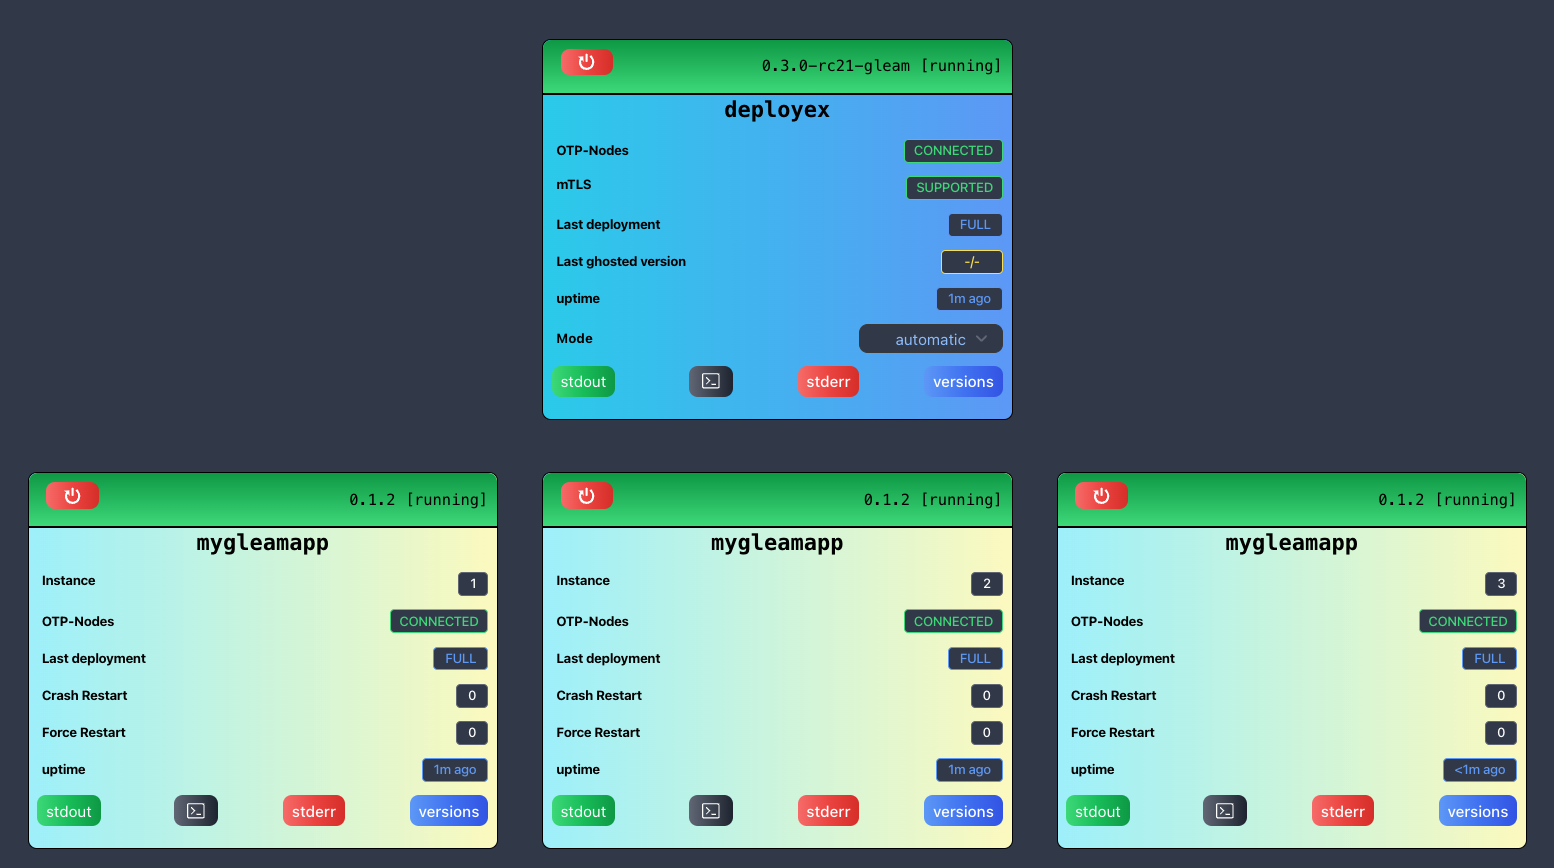 0.3.0-rc21-gleam [running]
deployex
OTP-Nodes CONNECTED
mTLS SUPPORTED
Last deployment FULL
Last ghosted version -/-
uptime 1m ago
Mode automatic
stdout stderr versions
0.1.2 [running]
mygleamapp
Instance 1
OTP-Nodes CONNECTED
Last deployment FULL
Crash Restart 0
Force Restart 0
uptime 1m ago
stdout stderr versions
0.1.2 [running]
mygleamapp
Instance 2
OTP-Nodes CONNECTED
Last deployment FULL
Crash Restart 0
Force Restart 0
uptime 1m ago
stdout stderr versions
0.1.2 [running]
mygleamapp
Instance 3
OTP-Nodes CONNECTED
Last deployment FULL
Crash Restart 0
Force Restart 0
uptime <1m ago
stdout stderr versions